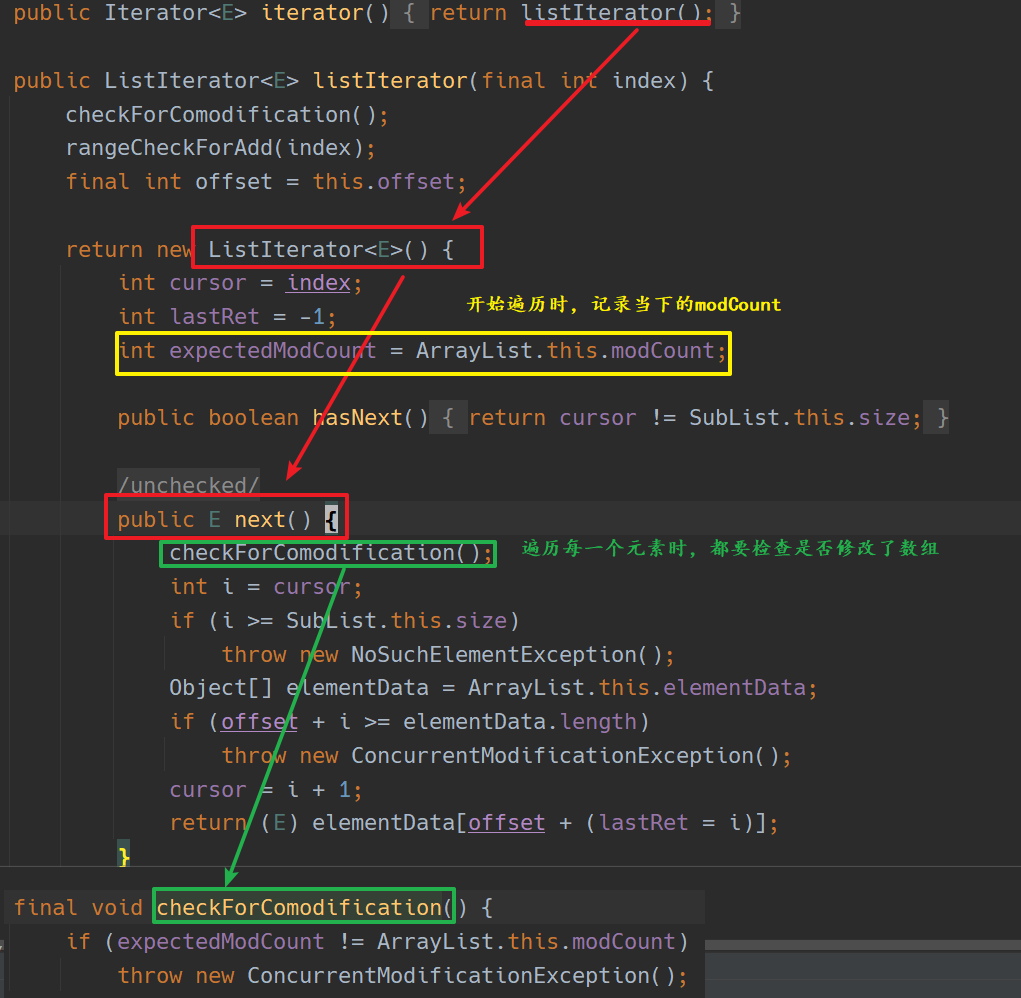 public Iterator<E> iterator() { return listIterator(); }
public ListIterator<E> listIterator(final int index) {
checkForComodification();
rangeCheckForAdd(index);
final int offset = this.offset;
return new ListIterator<E>() {
int cursor = index;
开始遍历时，记录当下的modCount
int lastRet = -1;
int expectedModCount = ArrayList.this.modCount;
public boolean hasNext() { return cursor != SubList.this.size; }
/unchecked/
public E next() {
checkForComodification();
遍历每一个元素时，都要检查是否修改了数组
int i = cursor;
if (i >= SubList.this.size)
throw new NoSuchElementException();
Object[] elementData = ArrayList.this.elementData;
if (offset + i >= elementData.length)
throw new ConcurrentModificationException();
cursor = i + 1;
return (E) elementData[offset + (lastRet = i)];
}
final void checkForComodification() {
if (expectedModCount != ArrayList.this.modCount)
throw new ConcurrentModificationException();